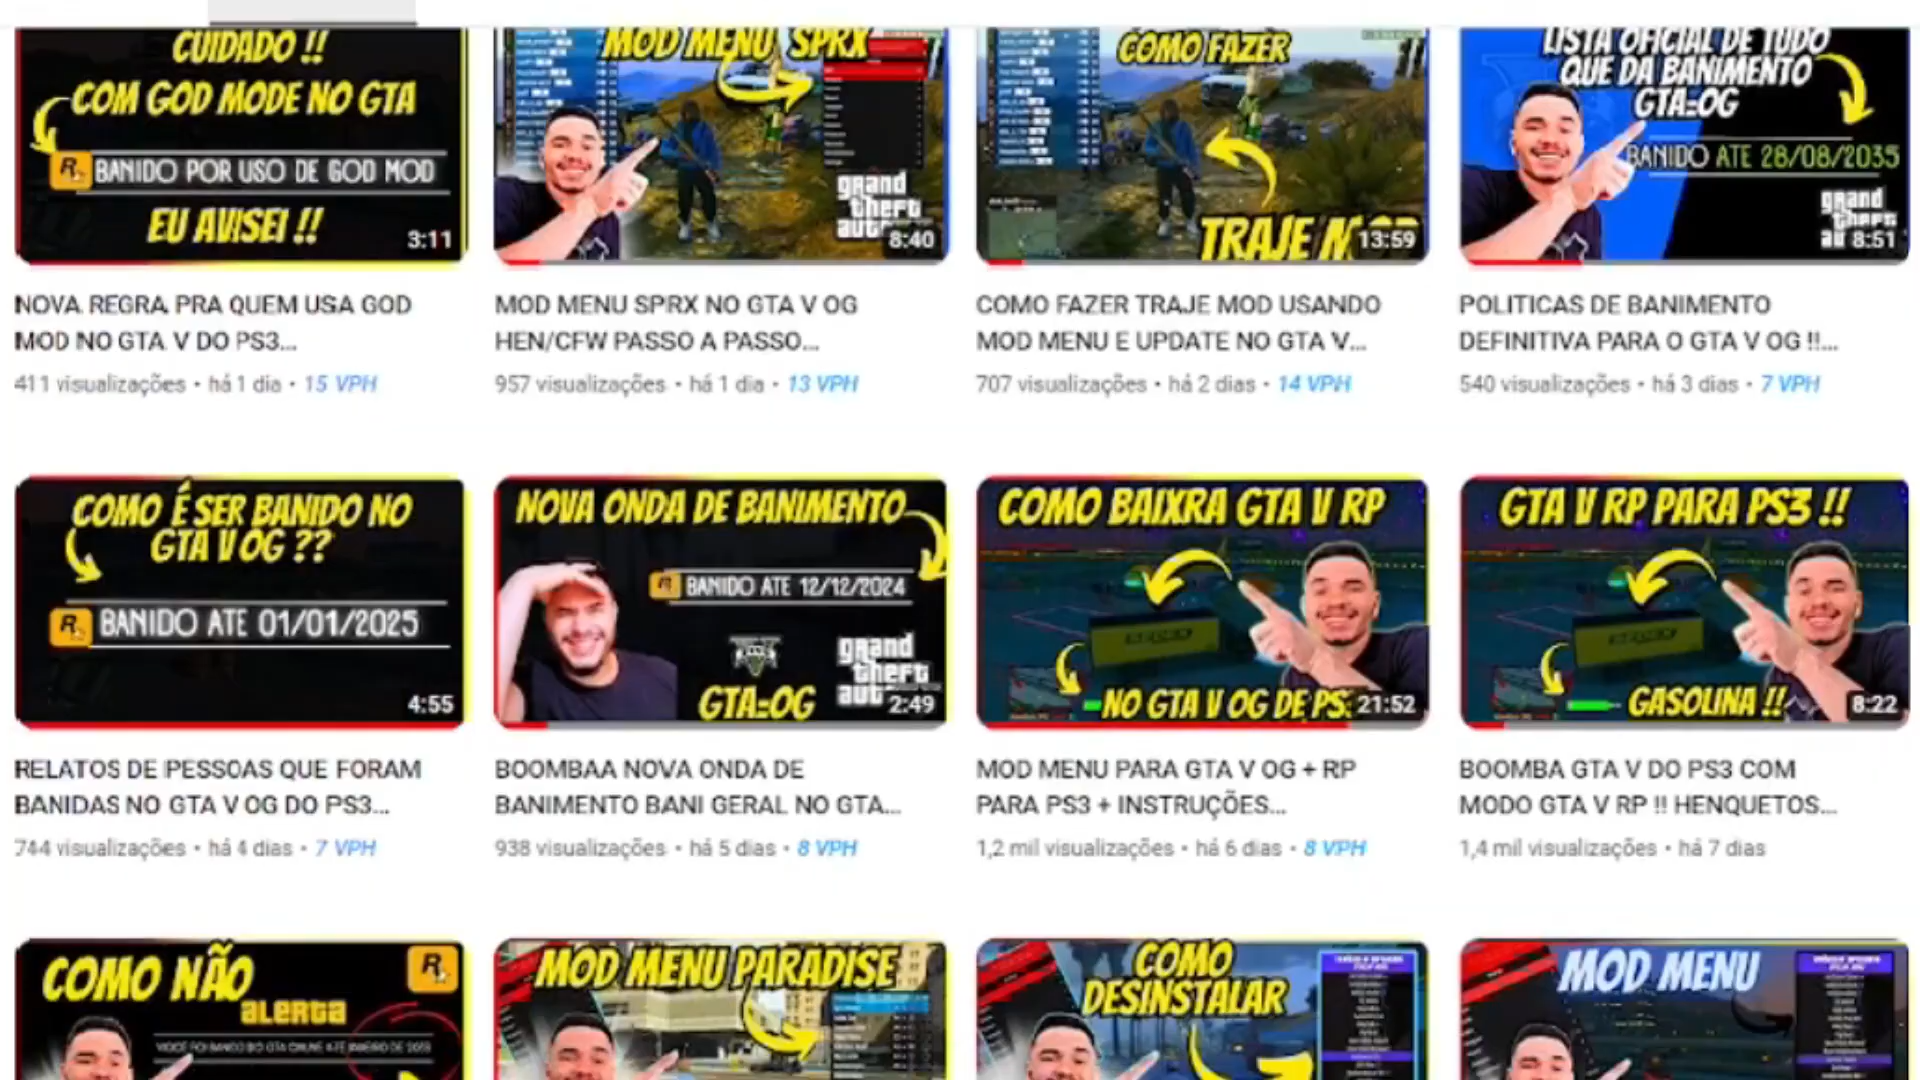 CUIDADO !!
COM GOD MODE NO GTA
R
BANIDO POR USO DE GOD MOD
EU AVISEI !!
3:11
MOD MENU SPRX
grand
theft
aut
8:40
COMO FAZER
TRAJE MOD
13:59
LISTA OFICIAL DE TUDO
QUE DA BANIMENTO
GTA=OG
BANIDO ATE 28/08/2035
grand
theft
au
8:51
NOVA REGRA PRA QUEM USA GOD
MOD NO GTA V DO PS3...
411 visualizações • há 1 dia • 15 VPH
MOD MENU SPRX NO GTA V OG
HEN/CFW PASSO A PASSO...
957 visualizações • há 1 dia • 13 VPH
COMO FAZER TRAJE MOD USANDO
MOD MENU E UPDATE NO GTA V...
707 visualizações • há 2 dias • 14 VPH
POLITICAS DE BANIMENTO
DEFINITIVA PARA O GTA V OG !!...
540 visualizações • há 3 dias • 7 VPH
COMO É SER BANIDO NO
GTA V OG ??
R
BANIDO ATE 01/01/2025
4:55
NOVA ONDA DE BANIMENTO
R
BANIDO ATE 12/12/2024
GTA=OG
grand
theft
aut
2:49
COMO BAIXRA GTA V RP
NO GTA V OG DE PS
21:52
GTA V RP PARA PS3 !!
GASOLINA !!
8:22
RELATOS DE PESSOAS QUE FORAM
BANIDAS NO GTA V OG DO PS3...
744 visualizações • há 4 dias • 7 VPH
BOOMBAA NOVA ONDA DE
BANIMENTO BANI GERAL NO GTA...
938 visualizações • há 5 dias • 8 VPH
MOD MENU PARA GTA V OG + RP
PARA PS3 + INSTRUÇÕES...
1,2 mil visualizações • há 6 dias • 8 VPH
BOOMBA GTA V DO PS3 COM
MODO GTA V RP !! HENQUETOS...
1,4 mil visualizações • há 7 dias
COMO NÃO
R
alerta
MOD MENU PARADISE
COMO
DESINSTALAR
MOD MENU